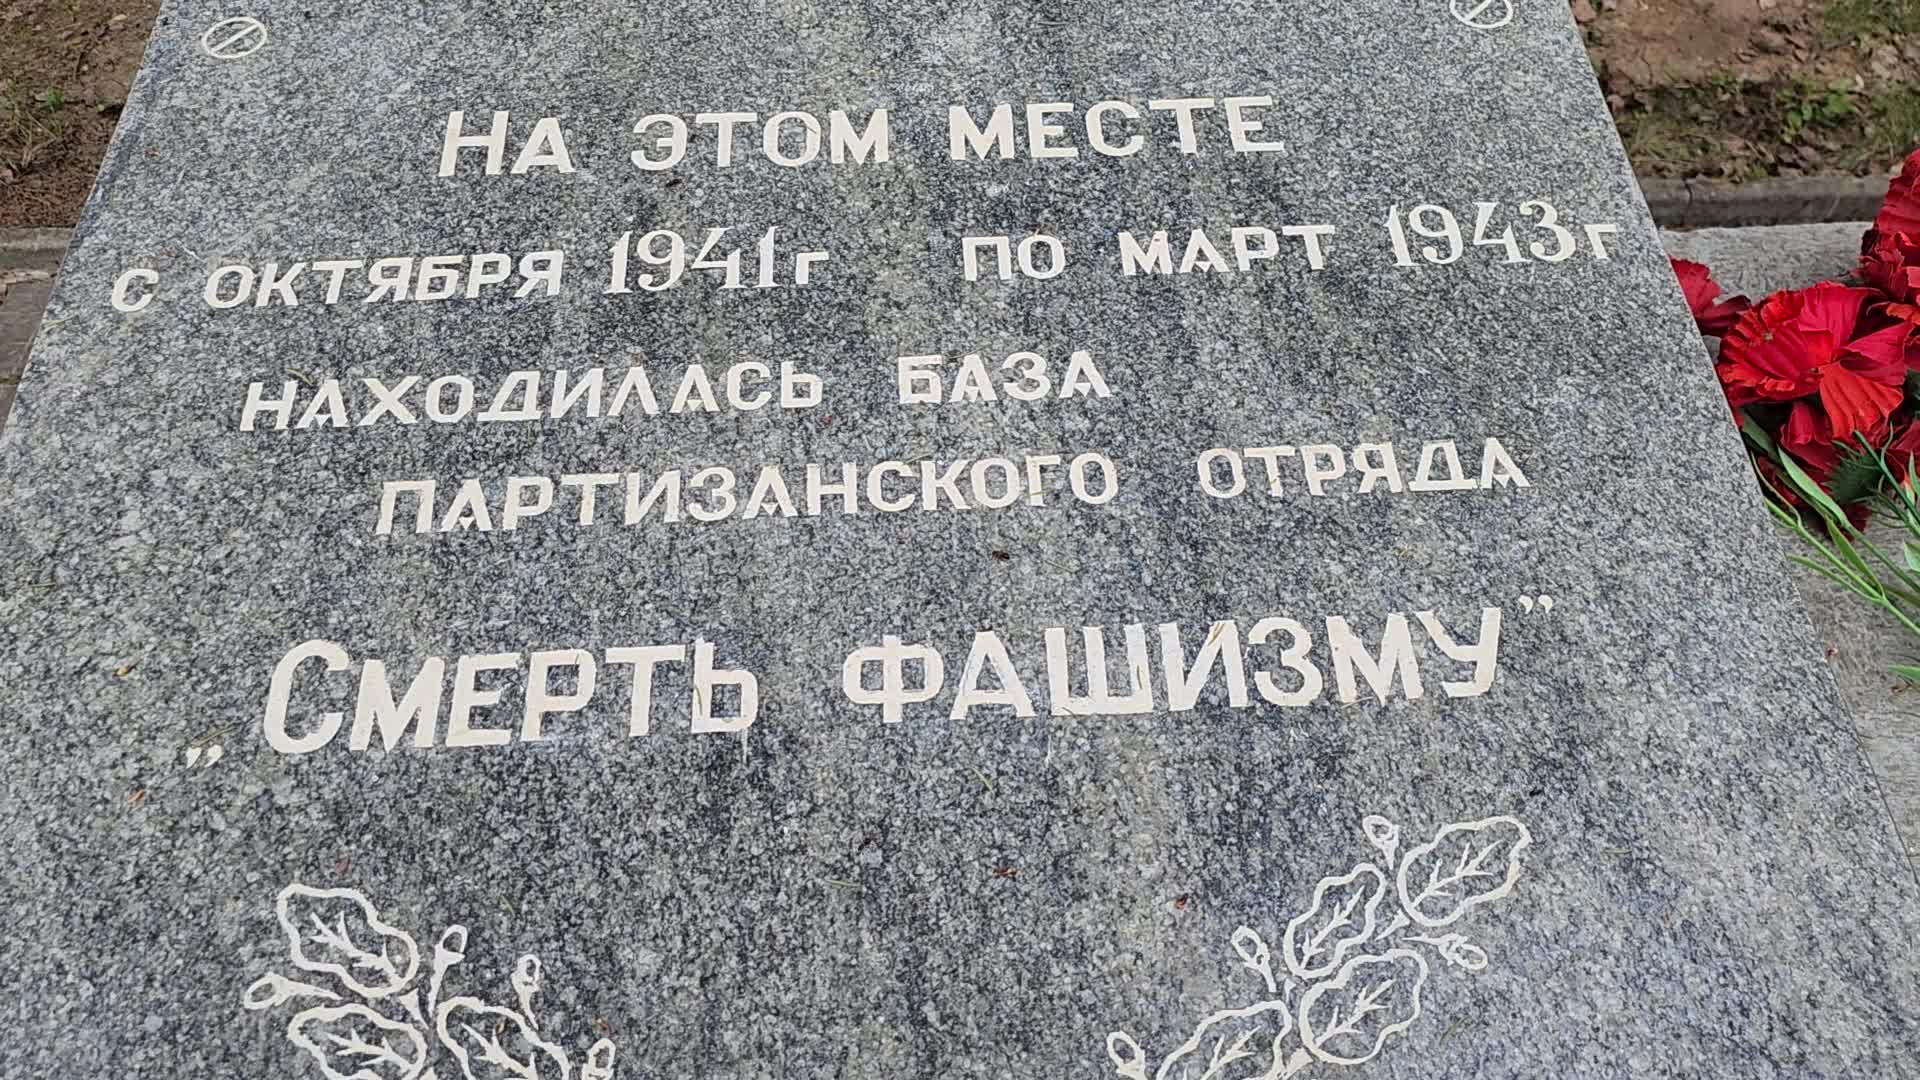 НА ЭТОМ МЕСТЕ
С ОКТЯБРЯ 1941г ПО МАРТ 1943г
НАХОДИЛАСЬ БАЗА
ПАРТИЗАНСКОГО ОТРЯДА
„СМЕРТЬ ФАШИЗМУ”